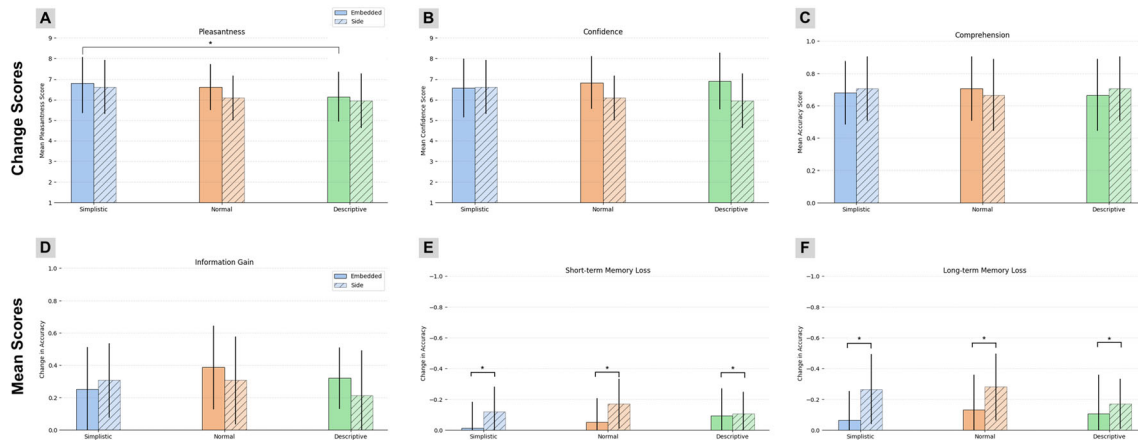 Change Scores
A
Pleasantness
Embedded
Side
*
Mean Pleasantness Score
9
8
7
6
5
4
3
2
1
Simplistic
Normal
Descriptive
B
Confidence
Mean Confidence Score
9
8
7
6
5
4
3
2
1
Simplistic
Normal
Descriptive
C
Comprehension
Mean Accuracy Score
1.0
0.8
0.6
0.4
0.2
0.0
Simplistic
Normal
Descriptive
Mean Scores
D
Information Gain
Embedded
Side
Change in Accuracy
1.0
0.8
0.6
0.4
0.2
0.0
Simplistic
Normal
Descriptive
E
Short-term Memory Loss
Change in Accuracy
−1.0
−0.8
−0.6
−0.4
−0.2
0.0
*
*
*
Simplistic
Normal
Descriptive
F
Long-term Memory Loss
Change in Accuracy
−1.0
−0.8
−0.6
−0.4
−0.2
0.0
*
*
*
Simplistic
Normal
Descriptive